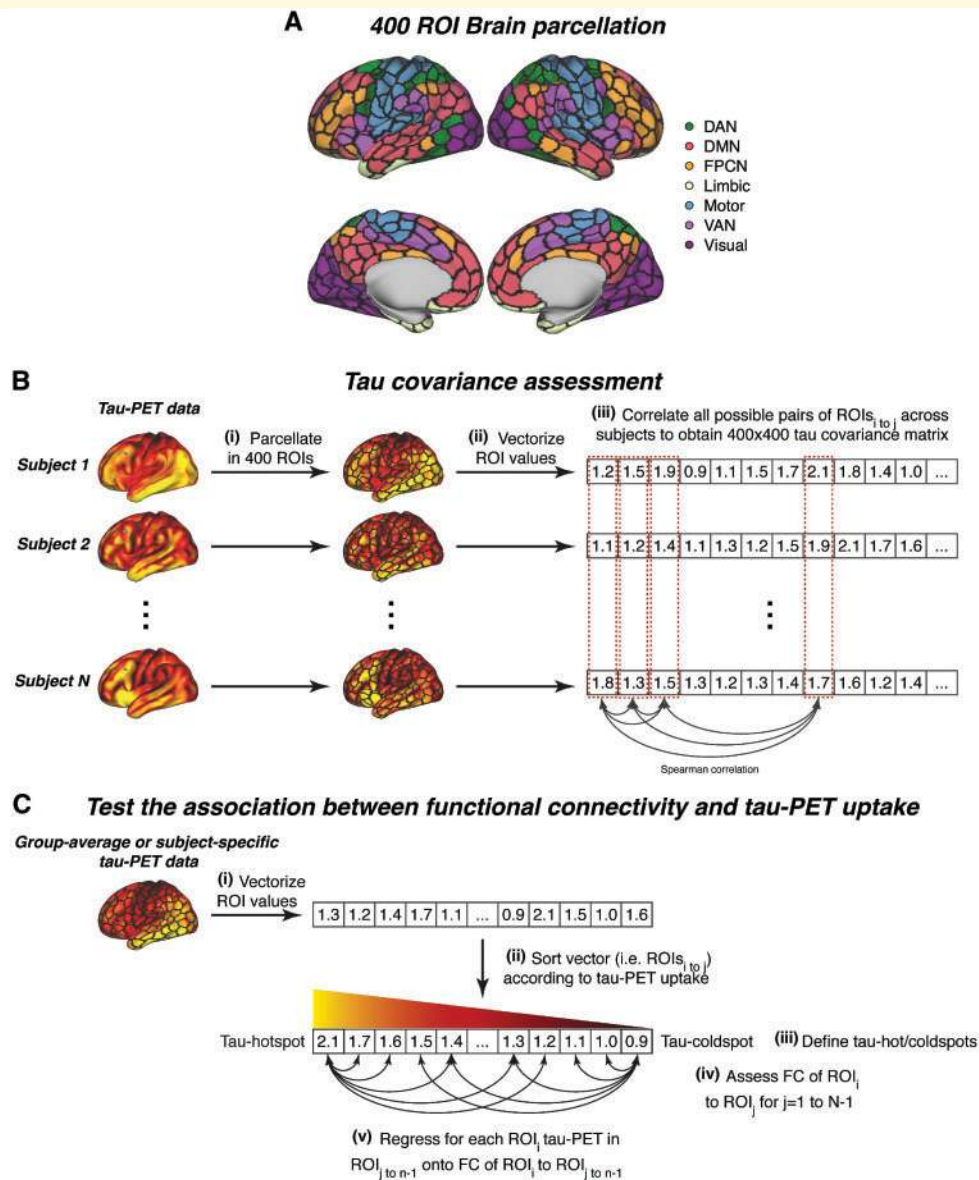 A 400 ROI Brain parcellation
DAN
DMN
FPCN
Limbic
Motor
VAN
Visual
B Tau covariance assessment
Tau-PET data
(i) Parcellate
in 400 ROIs
(ii) Vectorize
ROI values
(iii) Correlate all possible pairs of ROIs i to j across
subjects to obtain 400x400 tau covariance matrix
Subject 1
1.2 1.5 1.9 0.9 1.1 1.5 1.7 2.1 1.8 1.4 1.0 ...
Subject 2
1.1 1.2 1.4 1.1 1.3 1.2 1.5 1.9 2.1 1.7 1.6 ...
Subject N
1.8 1.3 1.5 1.3 1.2 1.3 1.4 1.7 1.6 1.2 1.4 ...
Spearman correlation
C Test the association between functional connectivity and tau-PET uptake
Group-average or subject-specific
tau-PET data
(i) Vectorize
ROI values
1.3 1.2 1.4 1.7 1.1 ... 0.9 2.1 1.5 1.0 1.6
(ii) Sort vector (i.e. ROIs i to j)
according to tau-PET uptake
Tau-hotspot 2.1 1.7 1.6 1.5 1.4 ... 1.3 1.2 1.1 1.0 0.9 Tau-coldspot
(iii) Define tau-hot/coldspots
(iv) Assess FC of ROI i
to ROI j for j=1 to N-1
(v) Regress for each ROI i tau-PET in
ROI j to n-1 onto FC of ROI i to ROI j to n-1